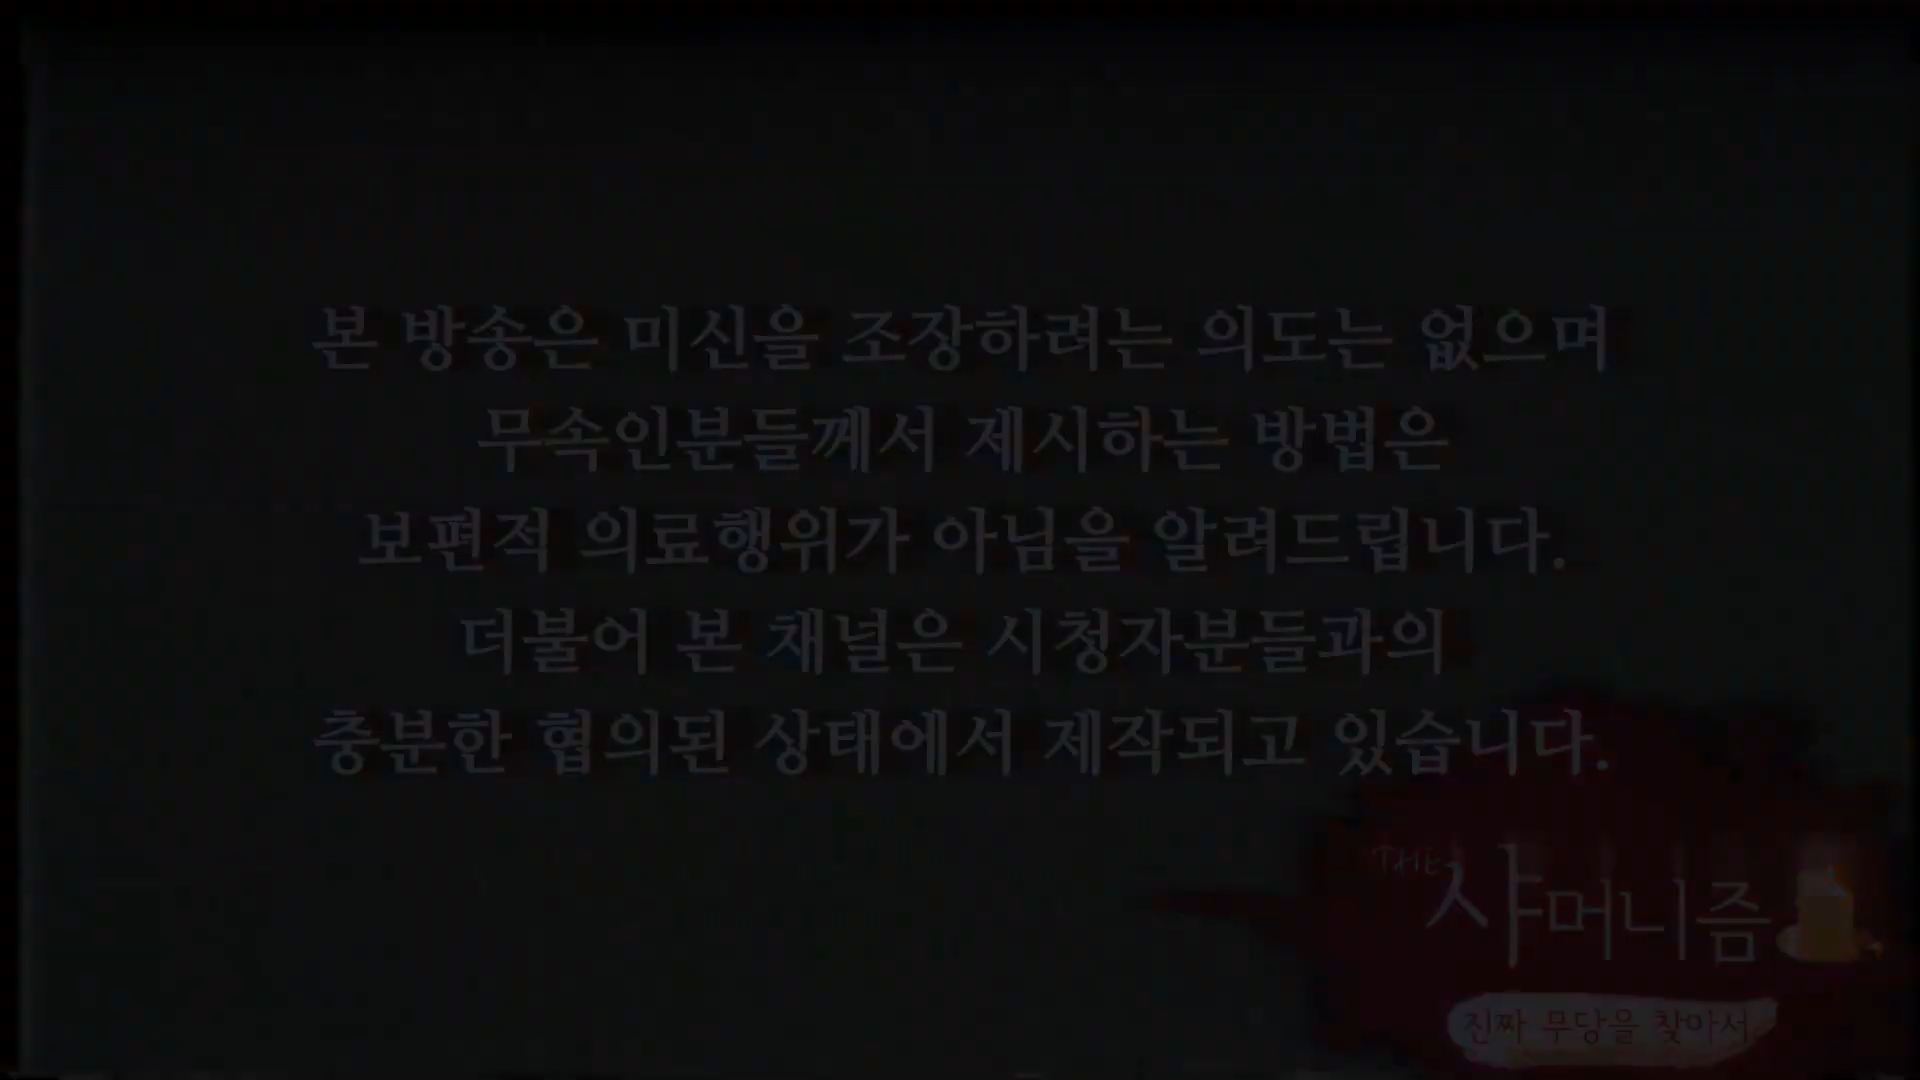 본 방송은 미신을 조장하려는 의도는 없으며
무속인분들께서 제시하는 방법은
보편적 의료행위가 아님을 알려드립니다.
더불어 본 채널은 시청자분들과의
충분한 협의된 상태에서 제작되고 있습니다.
THE
샤머니즘
진짜 무당을 찾아서